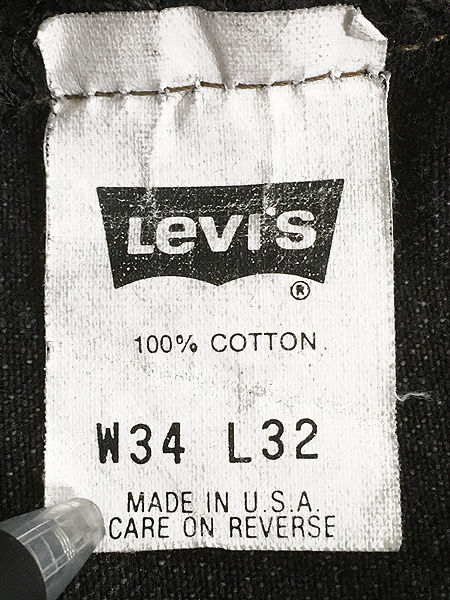 Levi's
®
100% COTTON
W34 L32
MADE IN U.S.A.
CARE ON REVERSE